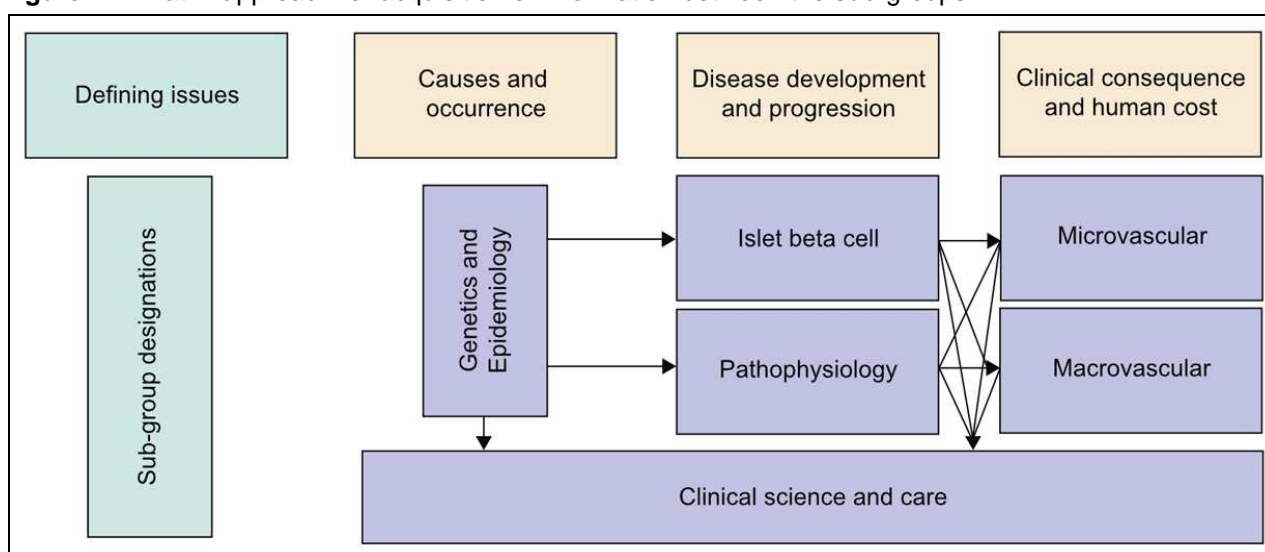 Defining issues
Causes and
occurrence
Disease development
and progression
Clinical consequence
and human cost
Sub-group designations
Genetics and
Epidemiology
Islet beta cell
Microvascular
Pathophysiology
Macrovascular
Clinical science and care